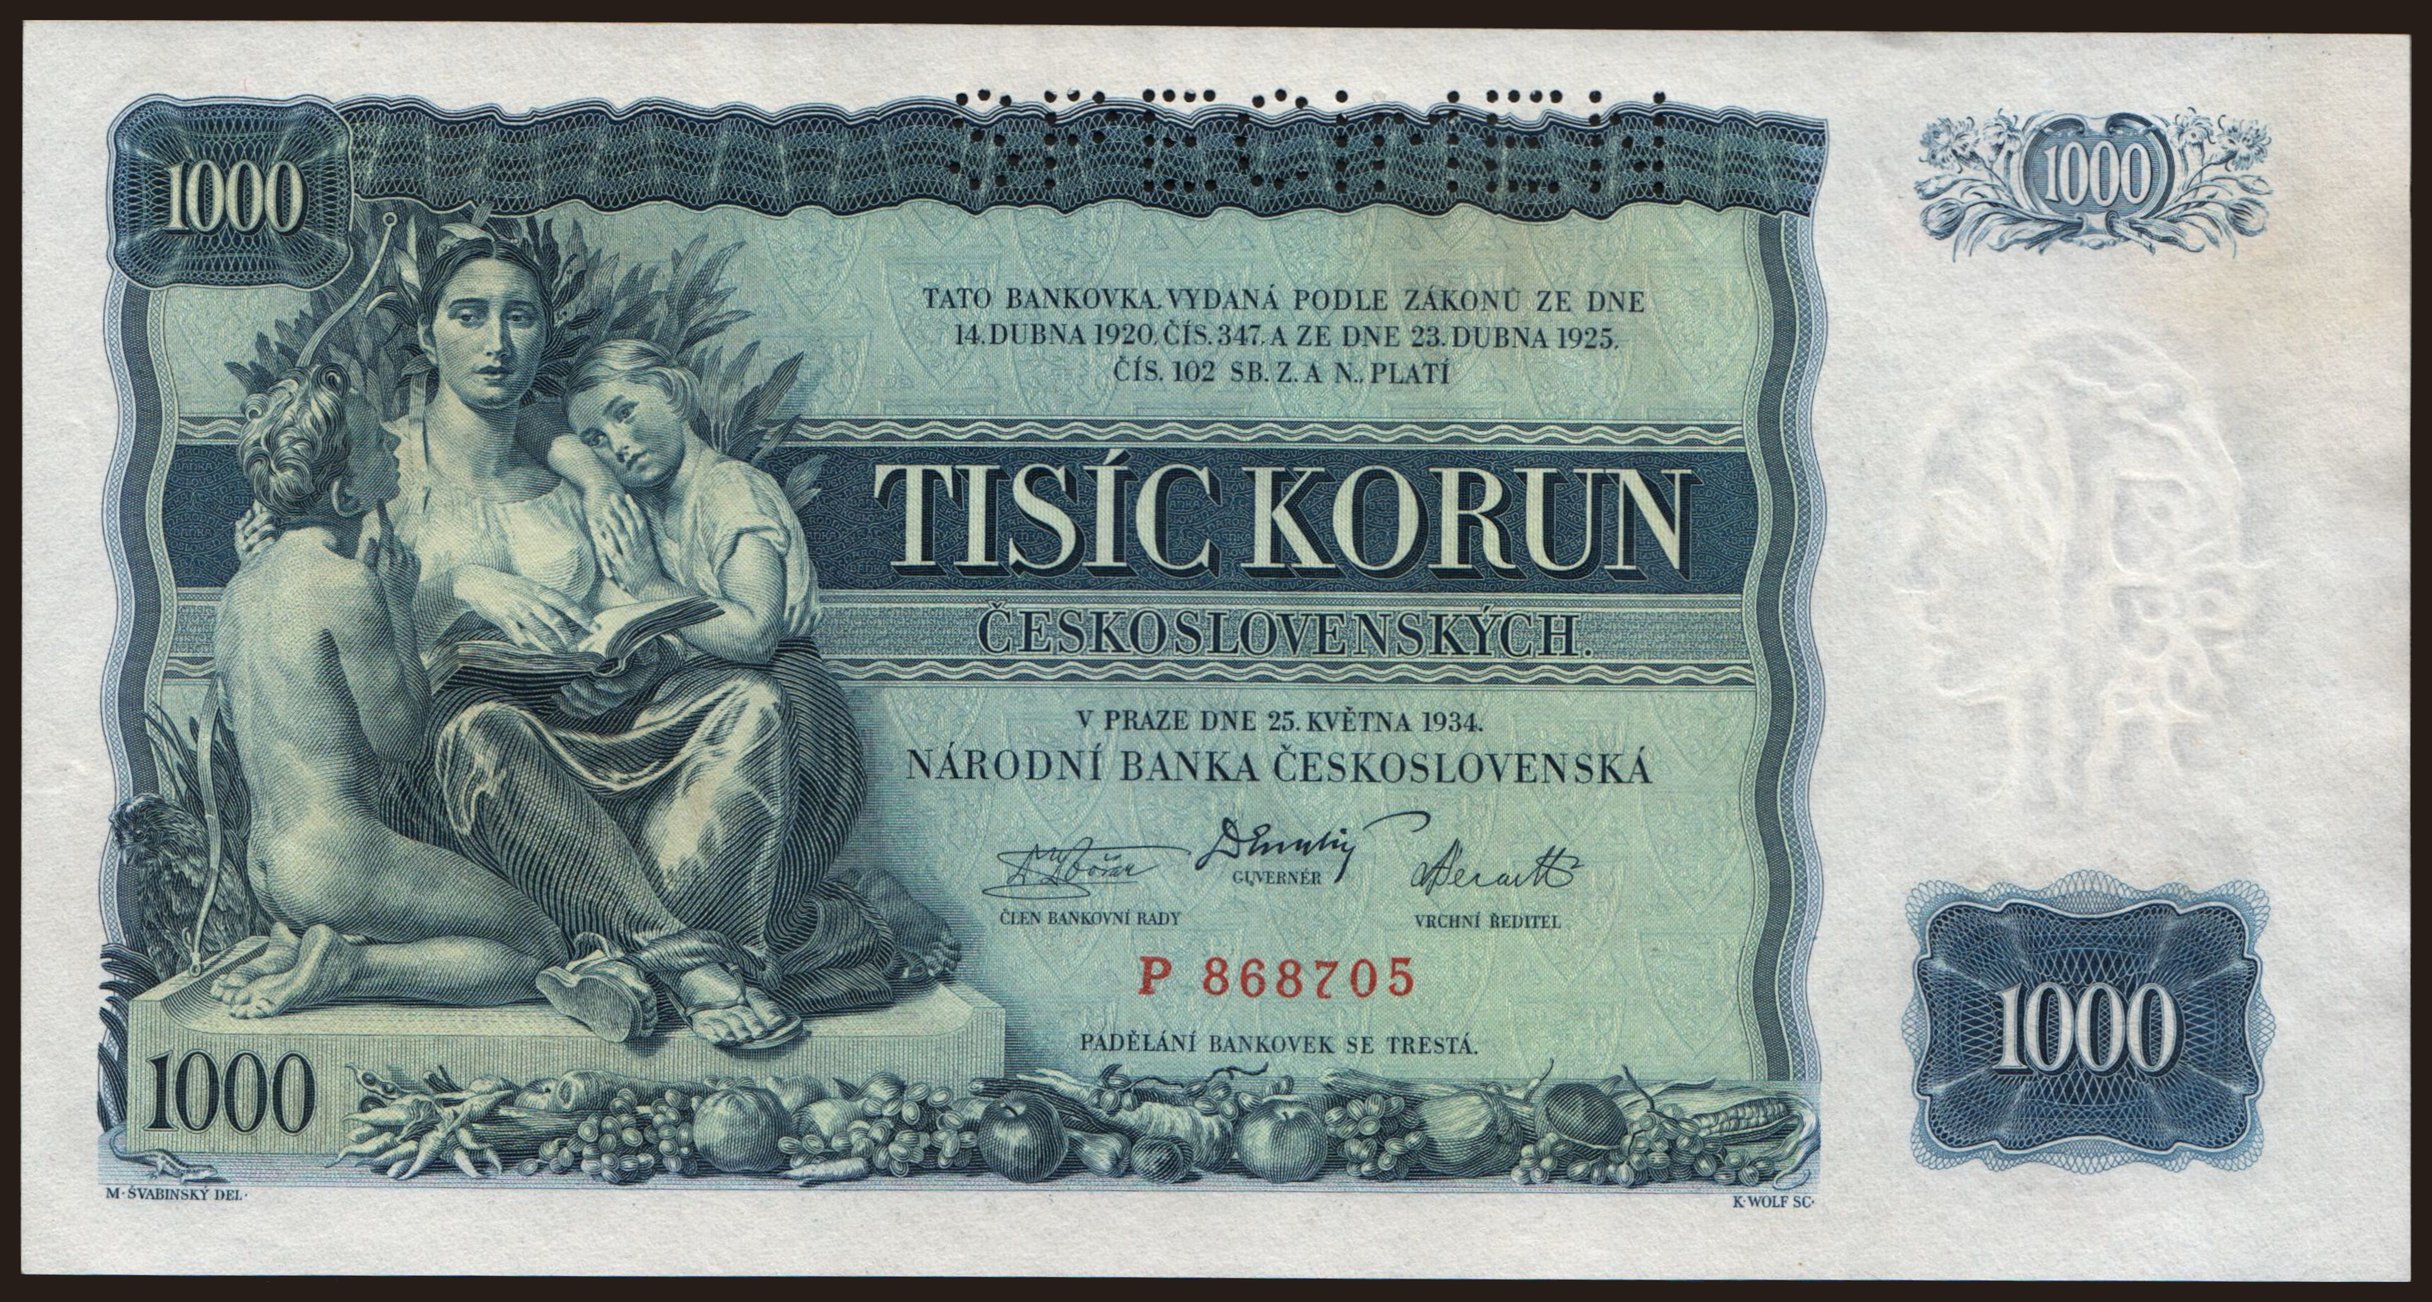 SPECIMEN
1000
1000
TATO BANKOVKA, VYDANÁ PODLE ZÁKONŮ ZE DNE
14. DUBNA 1920, ČÍS. 347, A ZE DNE 23. DUBNA 1925,
ČÍS. 102 SB. Z. A N., PLATÍ
TISÍC KORUN
ČESKOSLOVENSKÝCH.
V PRAZE DNE 25. KVĚTNA 1934.
NÁRODNÍ BANKA ČESKOSLOVENSKÁ
GUVERNÉR
ČLEN BANKOVNÍ RADY
VRCHNÍ ŘEDITEL
P 868705
PADĚLÁNÍ BANKOVEK SE TRESTÁ.
1000
1000
M. ŠVABINSKÝ DEL.
K. WOLF SC.